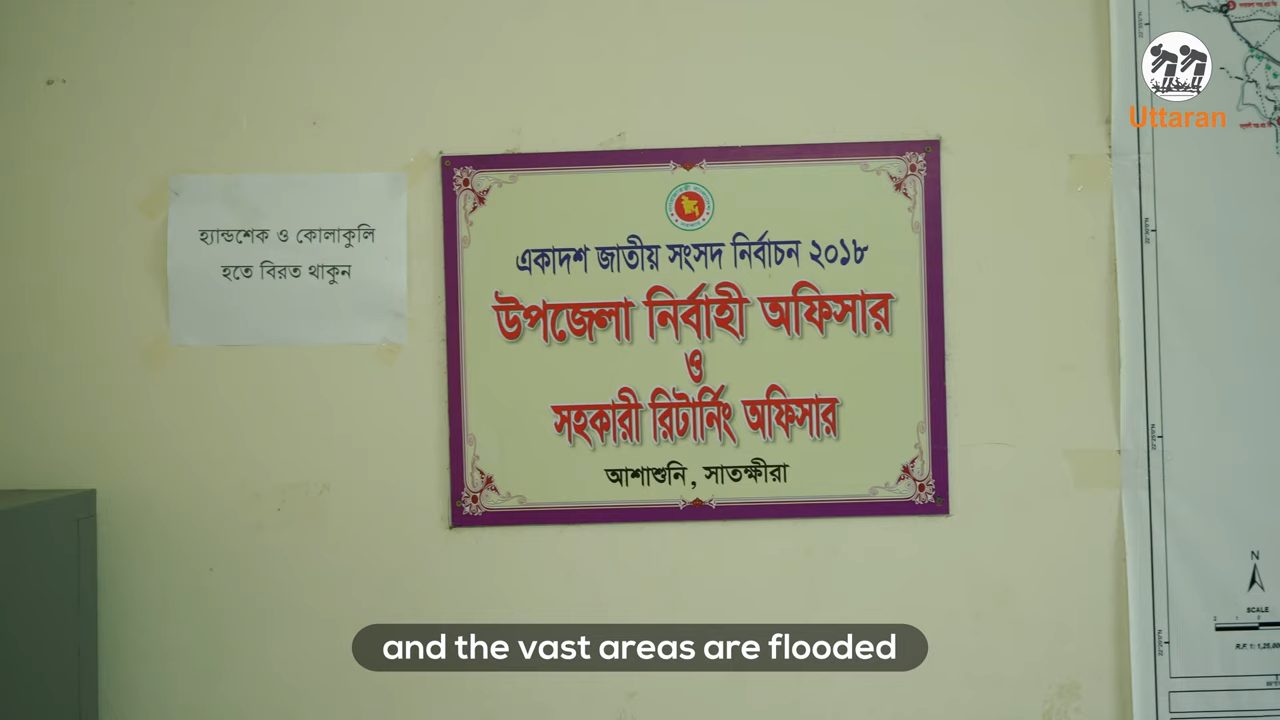 Uttaran
হ্যান্ডশেক ও কোলাকুলি
হতে বিরত থাকুন
একাদশ জাতীয় সংসদ নির্বাচন ২০১৮
উপজেলা নির্বাহী অফিসার
ও
সহকারী রিটার্নিং অফিসার
আশাশুনি, সাতক্ষীরা
N
SCALE
and the vast areas are flooded